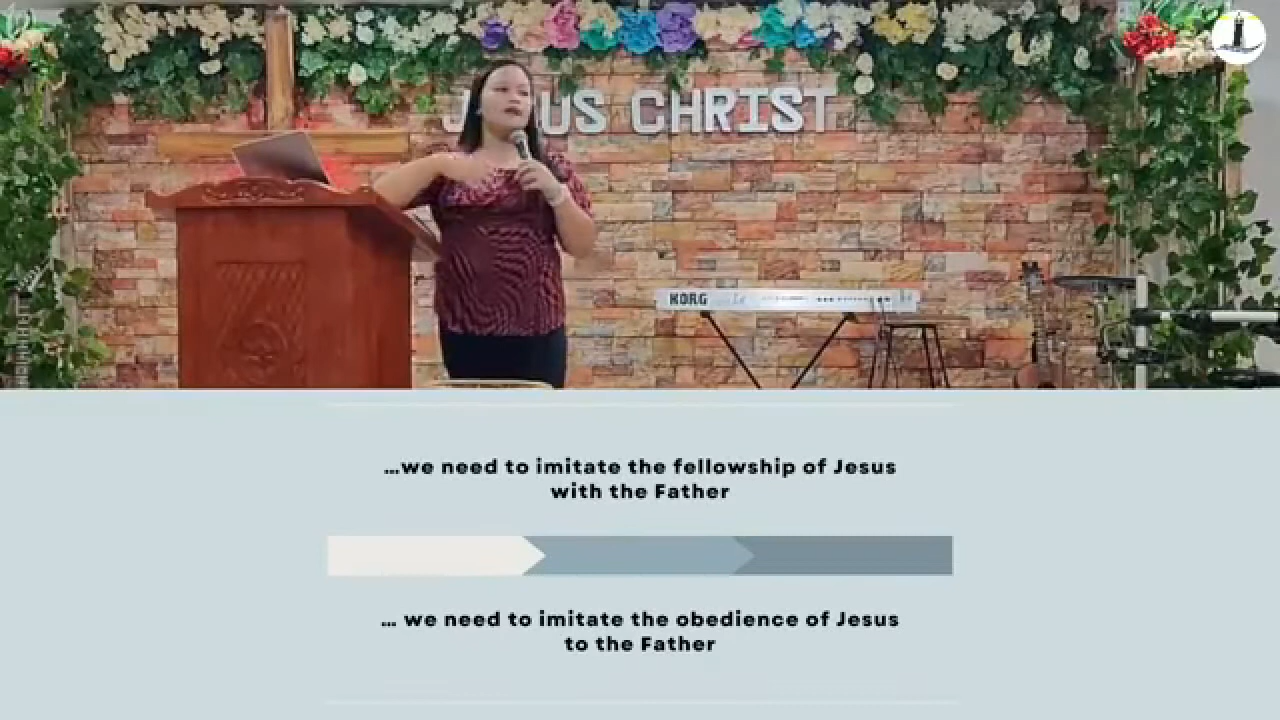 JESUS CHRIST
KORG
...we need to imitate the fellowship of Jesus
with the Father
... we need to imitate the obedience of Jesus
to the Father